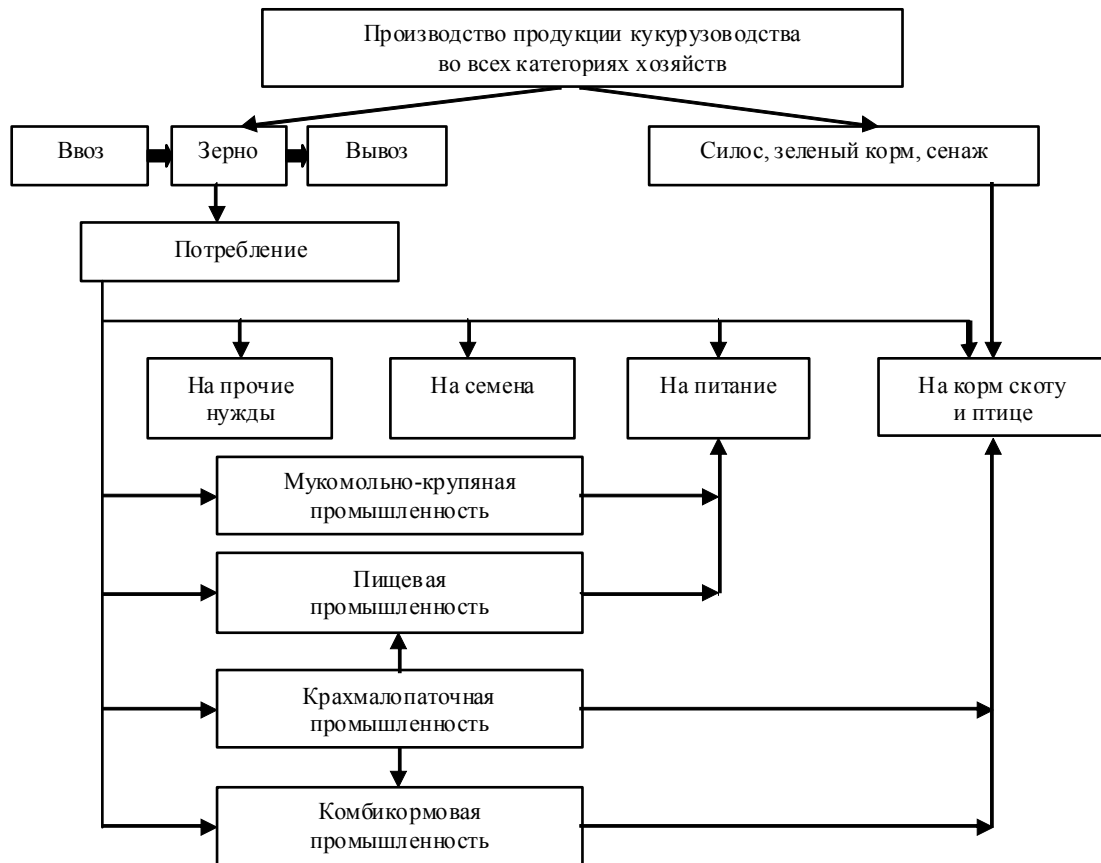 Производство продукции кукурузоводства
во всех категориях хозяйств
Ввоз
Зерно
Вывоз
Силос, зеленый корм, сенаж
Потребление
На прочие
нужды
На семена
На питание
На корм скоту
и птице
Мукомольно-крупяная
промышленность
Пищевая
промышленность
Крахмалопаточная
промышленность
Комбикормовая
промышленность